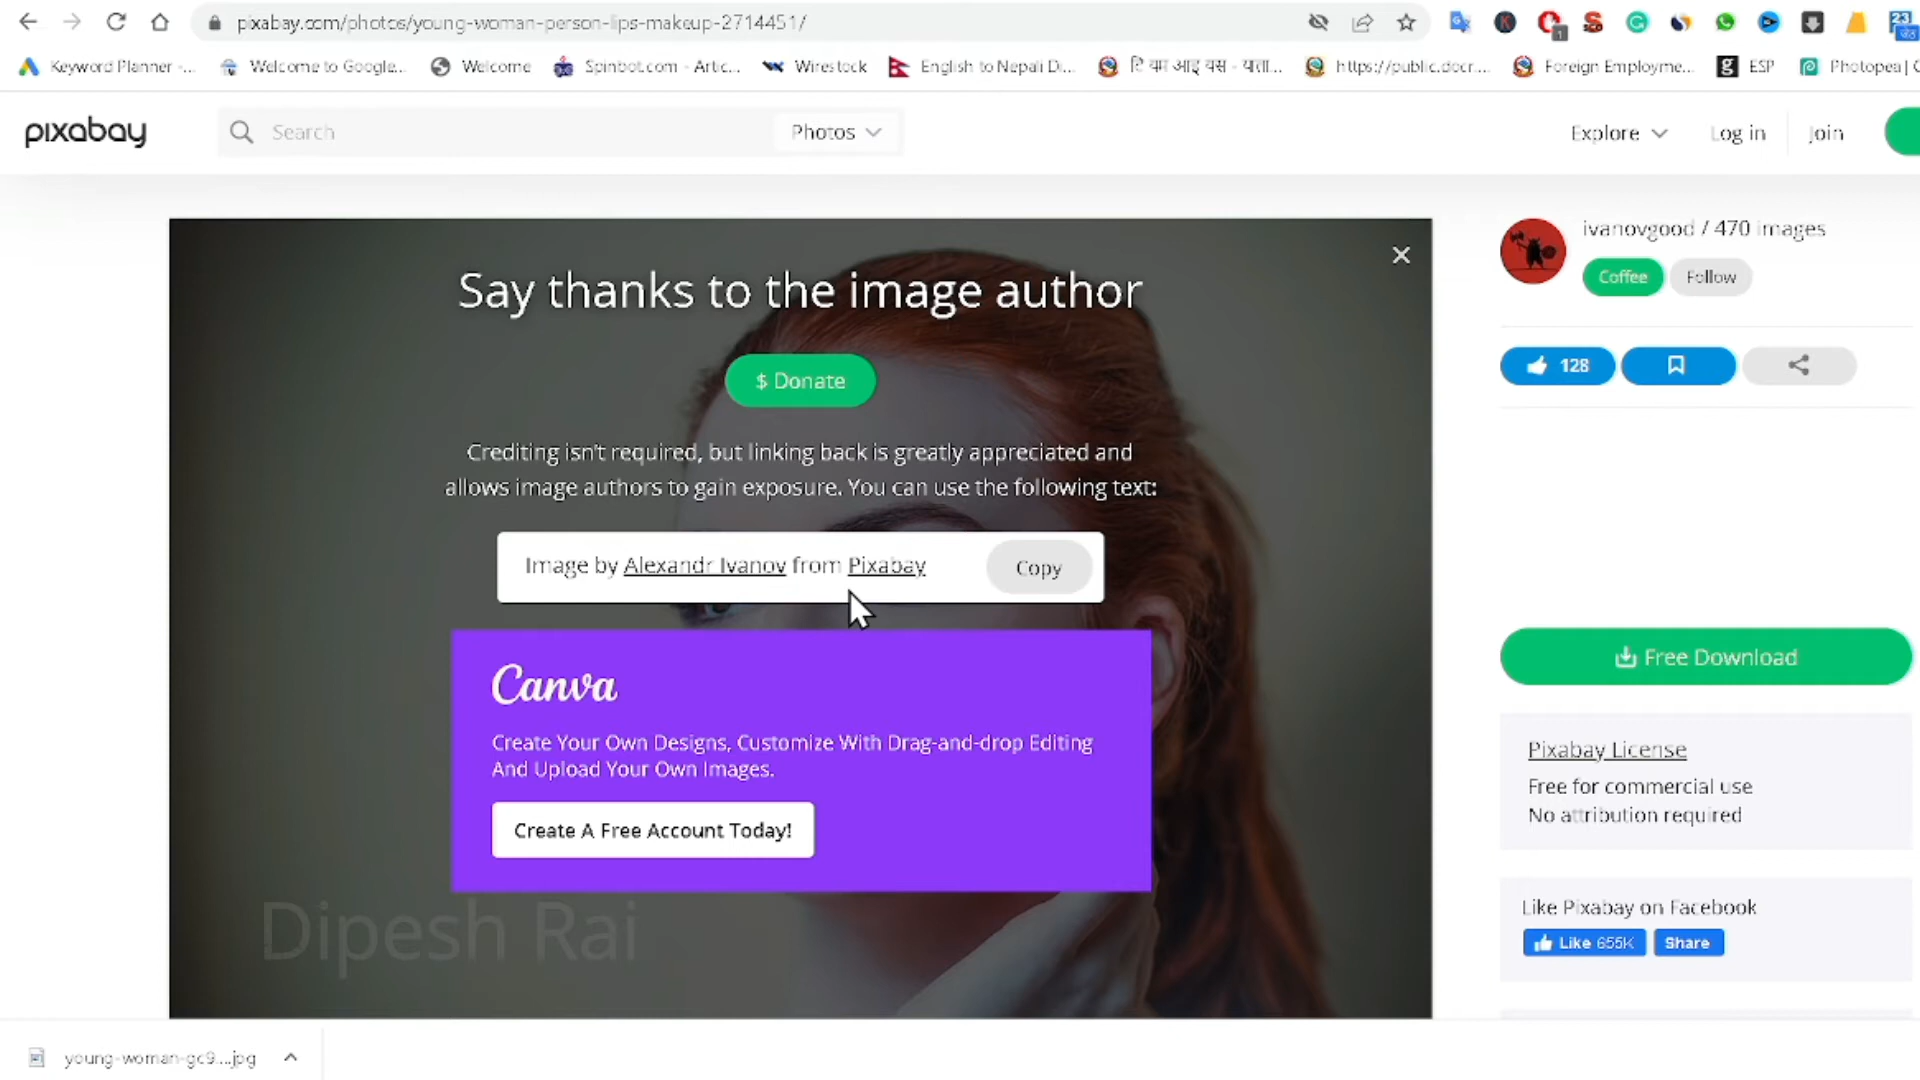 pixabay.com/photos/young-woman-person-lips-makeup-2714451/
1
23
Keyword Planner -...
Welcome to Google...
Welcome
Spinbot.com - Artic...
Wirestock
English to Nepali D...
https://public.docr...
Foreign Employme...
g ESP
Photopea | C
pixabay
Search
Photos
Explore
Log in
Join
ivanovgood / 470 images
Coffee
Follow
128
Say thanks to the image author
$ Donate
Crediting isn't required, but linking back is greatly appreciated and
allows image authors to gain exposure. You can use the following text:
Image by Alexandr Ivanov from Pixabay
Copy
Canva
Create Your Own Designs, Customize With Drag-and-drop Editing
And Upload Your Own Images.
Create A Free Account Today!
Dipesh Rai
Free Download
Pixabay License
Free for commercial use
No attribution required
Like Pixabay on Facebook
Like 655K
Share
young-woman-gc9....jpg